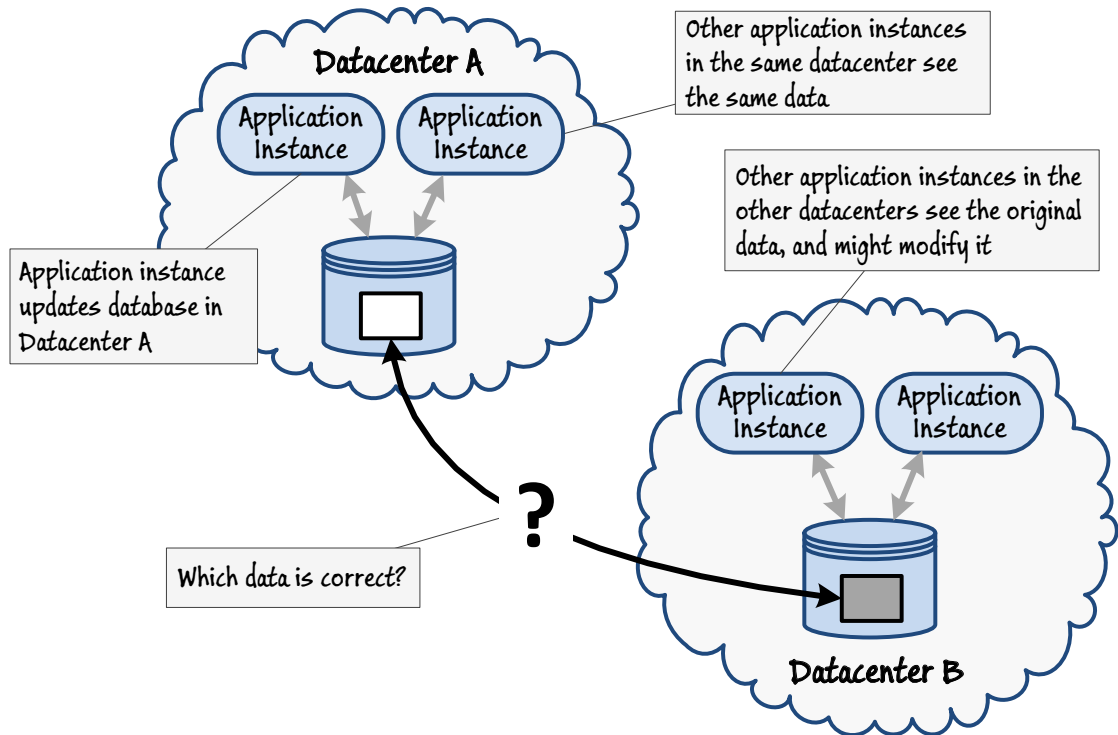 Datacenter A
Application
Instance
Application
Instance
Other application instances
in the same datacenter see
the same data
Other application instances in the
other datacenters see the original
data, and might modify it
Application instance
updates database in
Datacenter A
Application
Instance
Application
Instance
?
Which data is correct?
Datacenter B